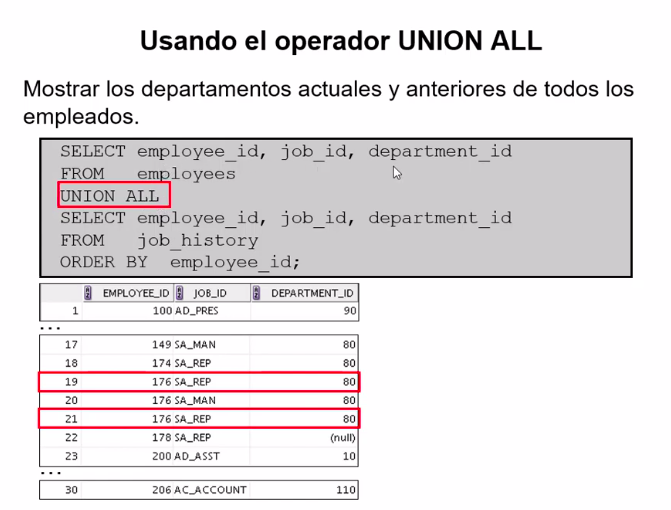 Usando el operador UNION ALL
Mostrar los departamentos actuales y anteriores de todos los
empleados.
SELECT employee_id, job_id, department_id
FROM employees
UNION ALL
SELECT employee_id, job_id, department_id
FROM job_history
ORDER BY employee_id;
EMPLOYEE_ID JOB_ID DEPARTMENT_ID
1 100 AD_PRES 90
...
17 149 SA_MAN 80
18 174 SA_REP 80
19 176 SA_REP 80
20 176 SA_MAN 80
21 176 SA_REP 80
22 178 SA_REP (null)
23 200 AD_ASST 10
...
30 206 AC_ACCOUNT 110